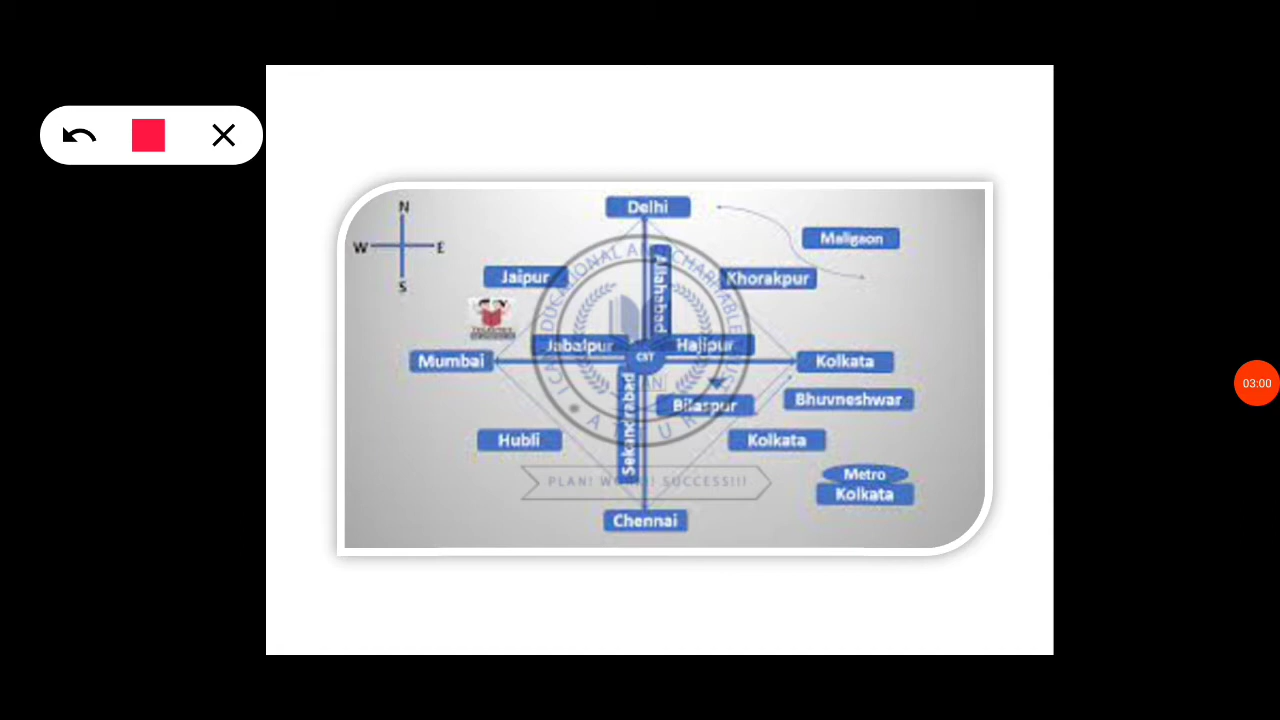 N
Delhi
Maligaon
W E
S
Jaipur
Allahabad
Khorakpur
Jabalpur
Hajipur
CST
Mumbai
Kolkata
Sekandrabad
Bilaspur
Bhuvneshwar
Hubli
Kolkata
Metro
Kolkata
PLAN! SUCCESS!!!
Chennai
03:00